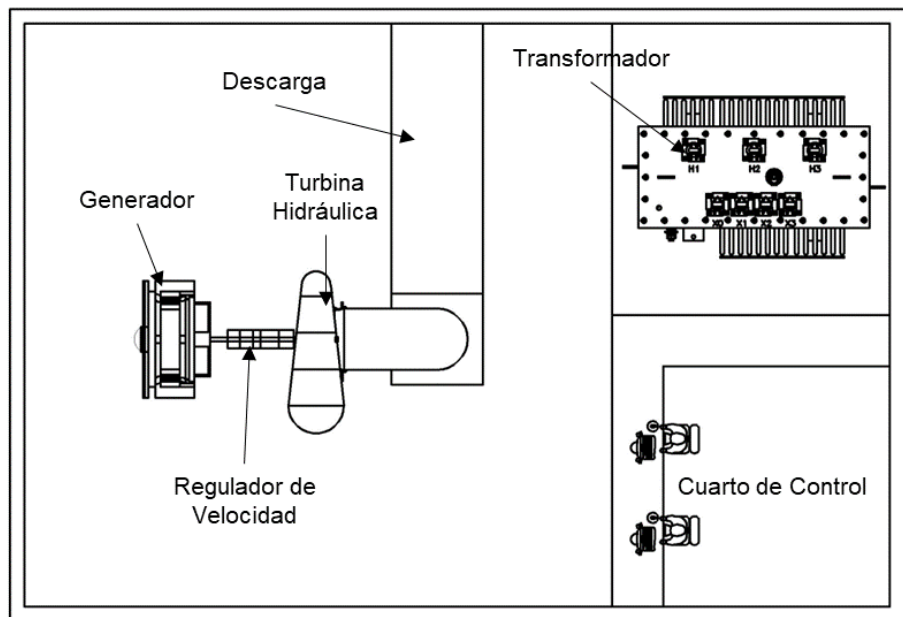 Transformador
Descarga
H1
H2
H3
Turbina
Hidráulica
Generador
X0
X1
X2
X3
Regulador de
Velocidad
Cuarto de Control